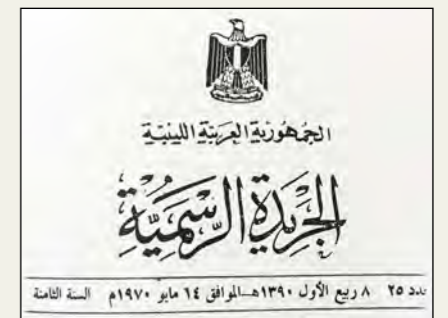 الجمهورية العربية الليبية
الجريدة الرسمية
عدد ٢٥ ٨ ربيع الأول ١٣٩٠هـ الموافق ١٤ مايو ١٩٧٠م السنة الثامنة